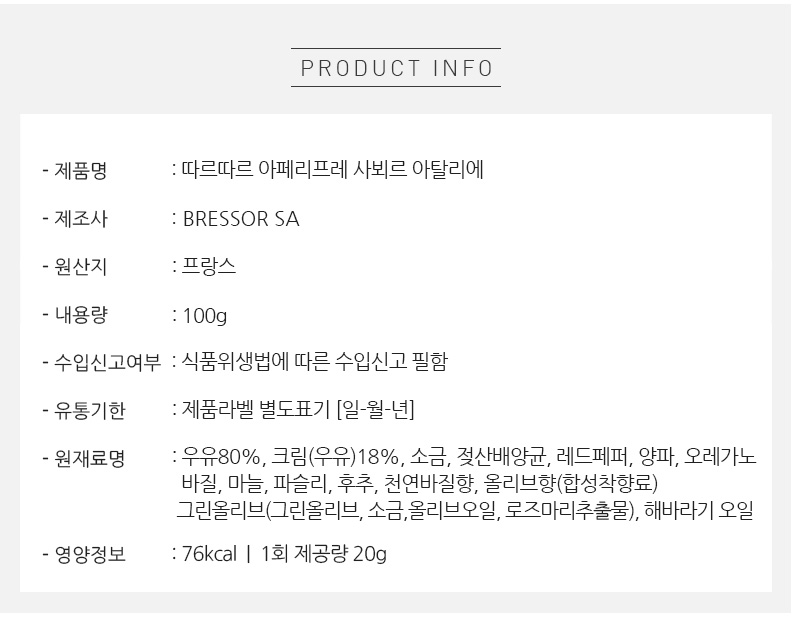 PRODUCT INFO
- 제품명 : 따르따르 아페리프레 사뵈르 아탈리에
- 제조사 : BRESSOR SA
- 원산지 : 프랑스
- 내용량 : 100g
- 수입신고여부 : 식품위생법에 따른 수입신고 필함
- 유통기한 : 제품라벨 별도표기 [일-월-년]
- 원재료명 : 우유80%, 크림(우유)18%, 소금, 젖산배양균, 레드페퍼, 양파, 오레가노
바질, 마늘, 파슬리, 후추, 천연바질향, 올리브향(합성착향료)
그린올리브(그린올리브, 소금,올리브오일, 로즈마리추출물), 해바라기 오일
- 영양정보 : 76kcal | 1회 제공량 20g